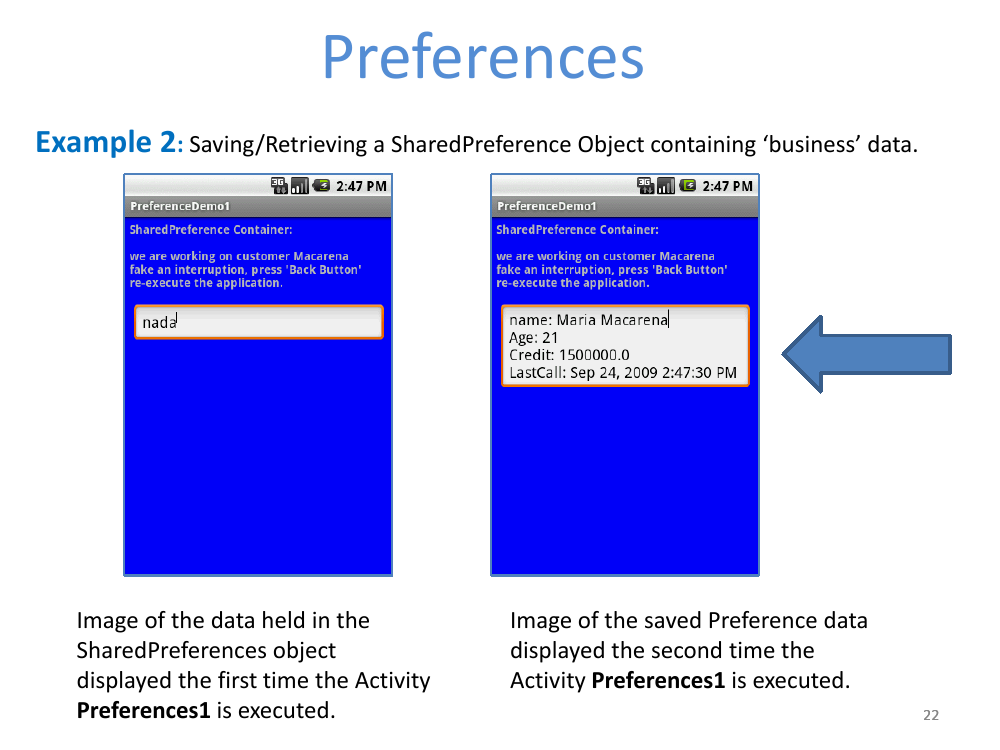 Preferences
Example 2: Saving/Retrieving a SharedPreference Object containing ‘business’ data.
3G 2:47 PM
PreferenceDemo1
SharedPreference Container:
we are working on customer Macarena
fake an interruption, press 'Back Button'
re-execute the application.
nada
3G 2:47 PM
PreferenceDemo1
SharedPreference Container:
we are working on customer Macarena
fake an interruption, press 'Back Button'
re-execute the application.
name: Maria Macarena
Age: 21
Credit: 1500000.0
LastCall: Sep 24, 2009 2:47:30 PM
Image of the data held in the
SharedPreferences object
displayed the first time the Activity
Preferences1 is executed.
Image of the saved Preference data
displayed the second time the
Activity Preferences1 is executed.
22